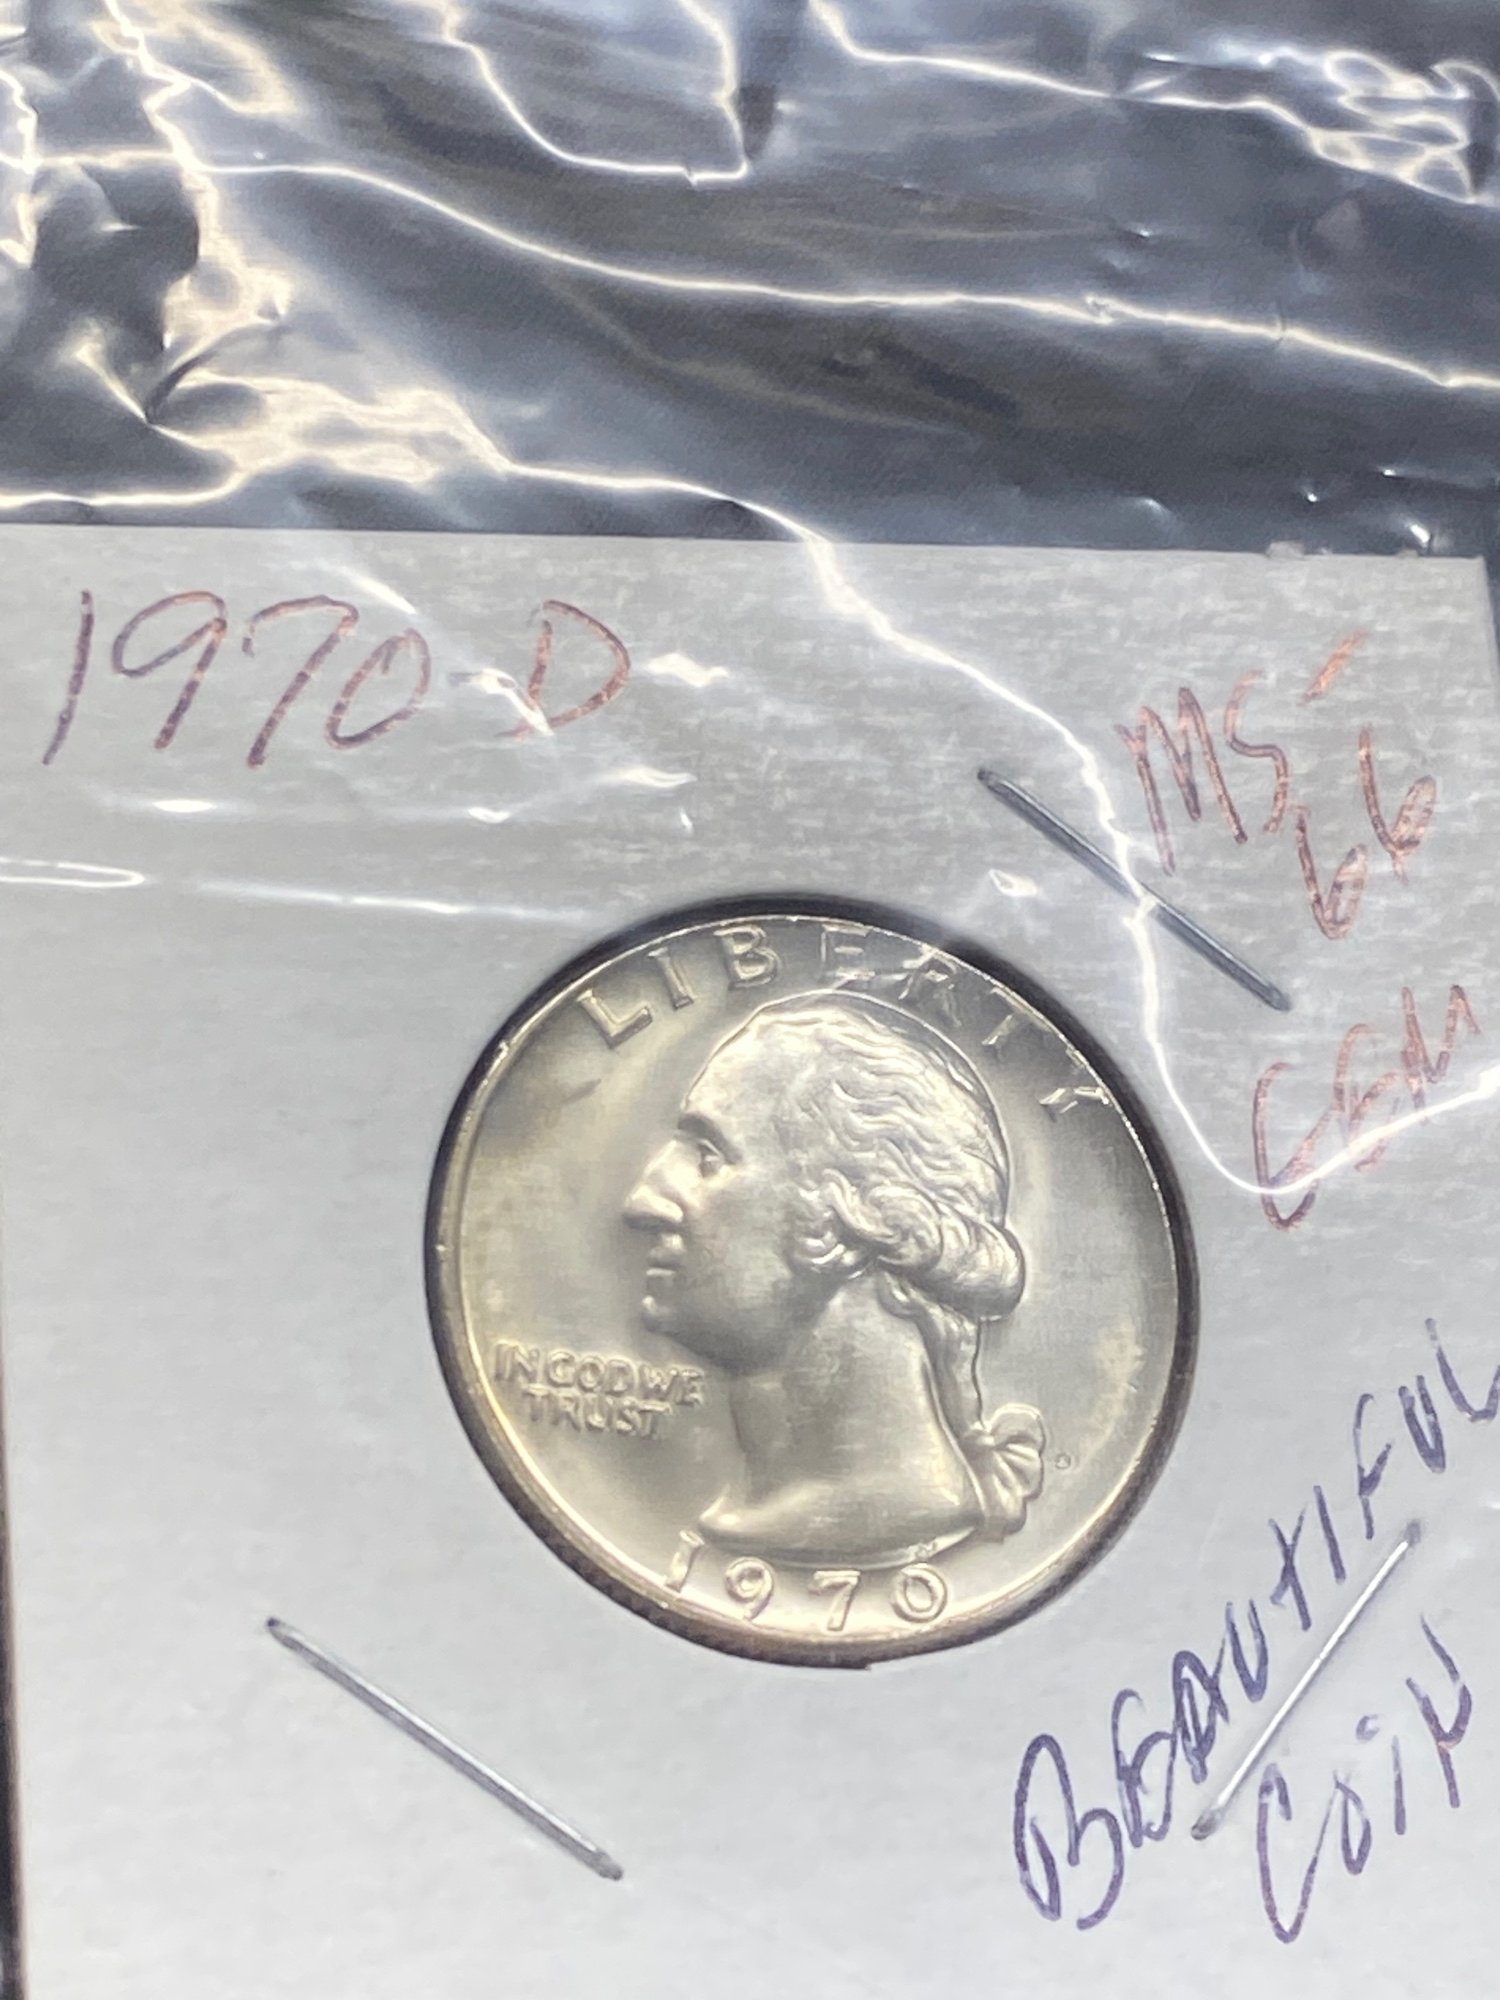 1970-D
MS
66
GEM
LIBERTY
IN GOD WE
TRUST
1970
BEAUTIFUL
COIN